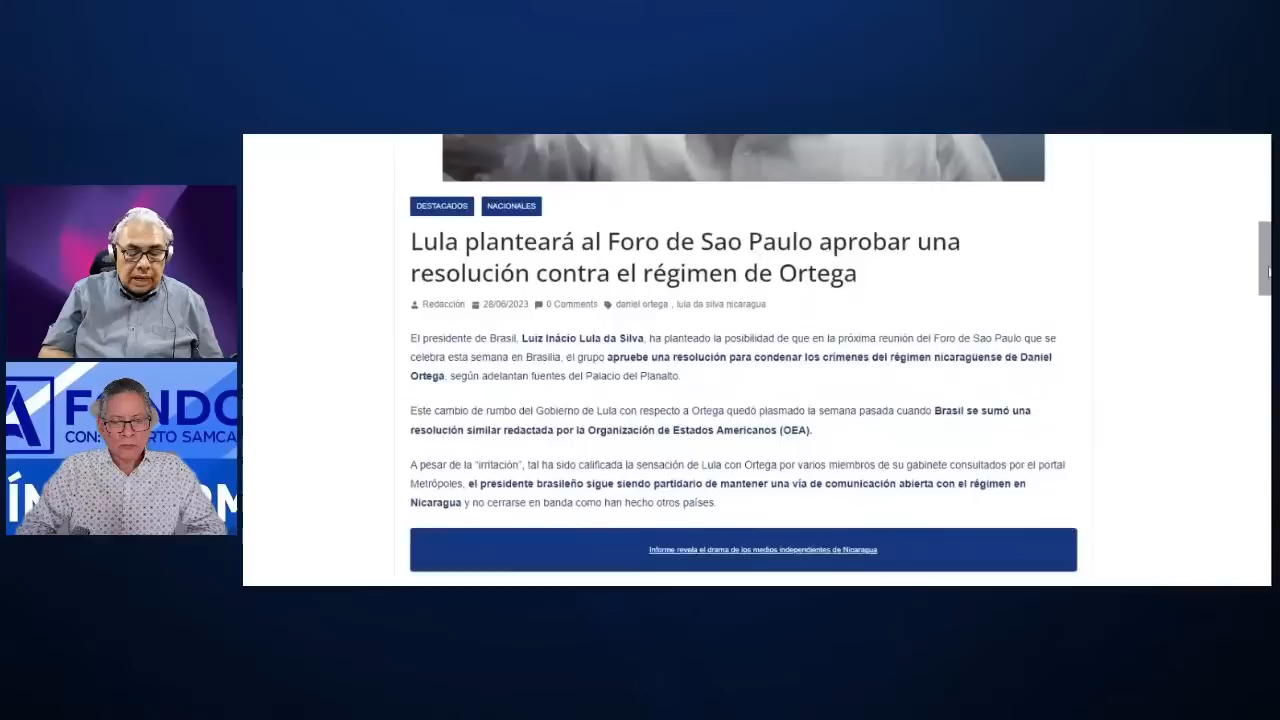 DESTACADOS NACIONALES
Lula planteará al Foro de Sao Paulo aprobar una
resolución contra el régimen de Ortega
Redacción 28/06/2023 0 Comments daniel ortega , lula da silva nicaragua
El presidente de Brasil, Luiz Inácio Lula da Silva, ha planteado la posibilidad de que en la próxima reunión del Foro de Sao Paulo que se
celebra esta semana en Brasilia, el grupo apruebe una resolución para condenar los crímenes del régimen nicaragüense de Daniel
Ortega, según adelantan fuentes del Palacio del Planalto.
Este cambio de rumbo del Gobierno de Lula con respecto a Ortega quedó plasmado la semana pasada cuando Brasil se sumó una
resolución similar redactada por la Organización de Estados Americanos (OEA).
A pesar de la “irritación”, tal ha sido calificada la sensación de Lula con Ortega por varios miembros de su gabinete consultados por el portal
Metrópoles, el presidente brasileño sigue siendo partidario de mantener una vía de comunicación abierta con el régimen en
Nicaragua y no cerrarse en banda como han hecho otros países.
Informe revela el drama de los medios independientes de Nicaragua